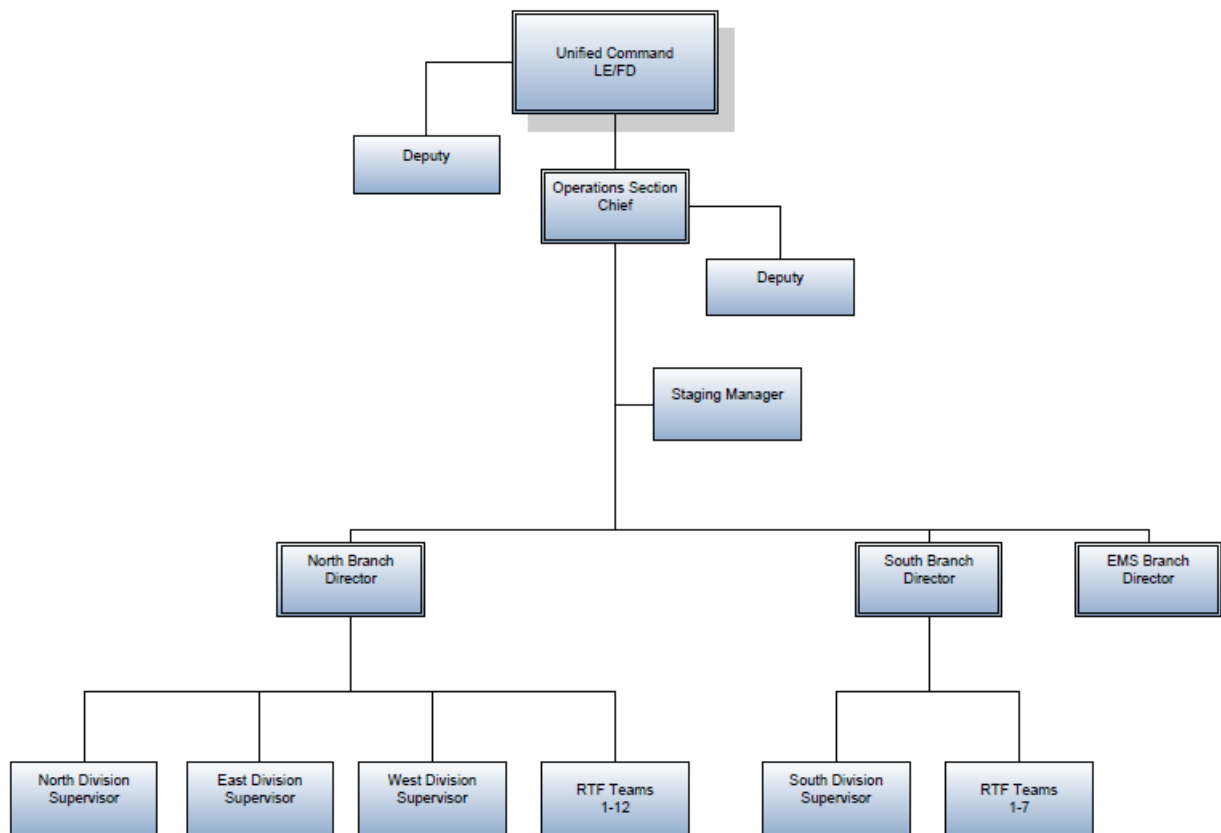 Unified Command
LE/FD
Deputy
Operations Section
Chief
Deputy
Staging Manager
North Branch
Director
South Branch
Director
EMS Branch
Director
North Division
Supervisor
East Division
Supervisor
West Division
Supervisor
RTF Teams
1-12
South Division
Supervisor
RTF Teams
1-7